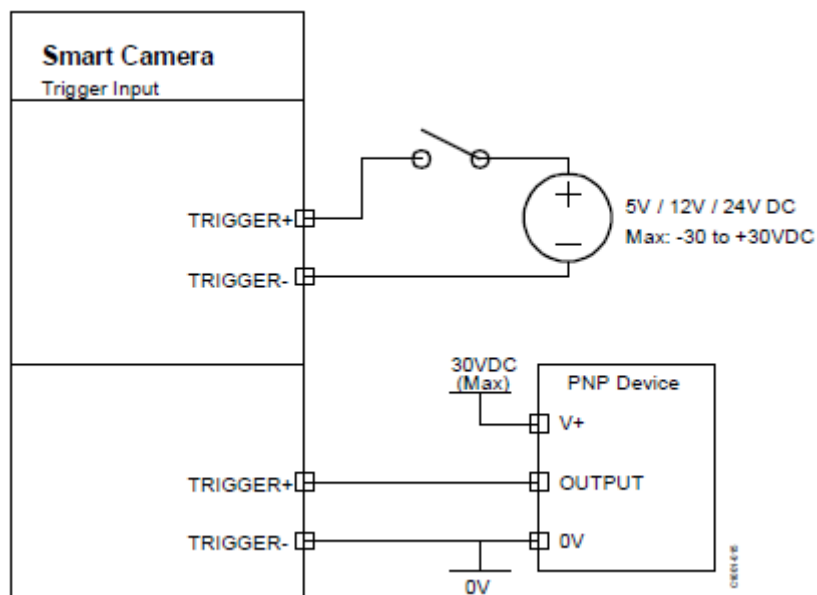 Smart Camera
Trigger Input
TRIGGER+
TRIGGER-
+
5V / 12V / 24V DC
Max: -30 to +30VDC
30VDC
(Max)
PNP Device
V+
TRIGGER+
OUTPUT
TRIGGER-
0V
0V